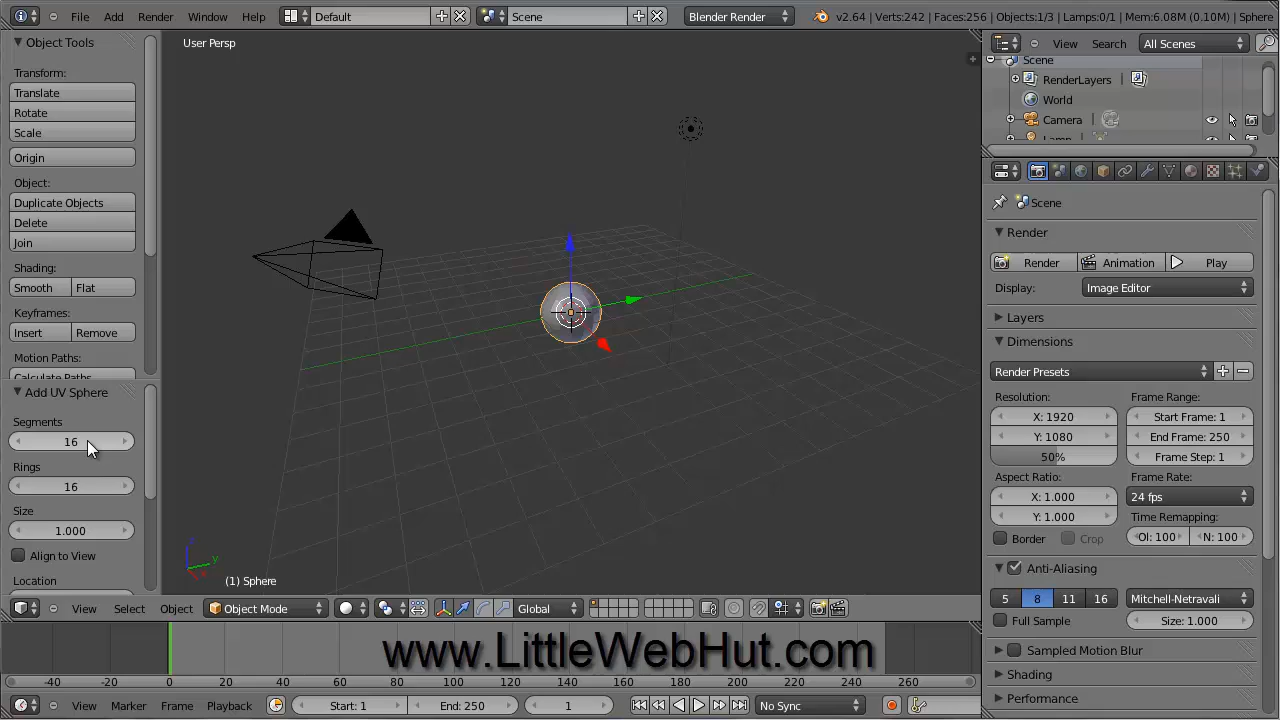 File Add Render Window Help Default Scene Blender Render v2.64 | Verts:242 | Faces:256 | Objects:1/3 | Lamps:0/1 | Mem:6.08M (0.10M) | Sphere
Object Tools
Transform:
Translate
Rotate
Scale
Origin
Object:
Duplicate Objects
Delete
Join
Shading:
Smooth Flat
Keyframes:
Insert Remove
Motion Paths:
Calculate Paths
Add UV Sphere
Segments
16
Rings
16
Size
1.000
Align to View
Location
User Persp
z
y
x
(1) Sphere
View Select Object Object Mode Global
www.LittleWebHut.com
-40 -20 0 20 40 60 80 100 120 140 160 180 200 220 240 260
View Marker Frame Playback Start: 1 End: 250 1 No Sync
View Search All Scenes
Scene
RenderLayers |
World
Camera |
Lamp |
Scene
Render
Render Animation Play
Display: Image Editor
Layers
Dimensions
Render Presets
Resolution: Frame Range:
X: 1920 Start Frame: 1
Y: 1080 End Frame: 250
50% Frame Step: 1
Aspect Ratio: Frame Rate:
X: 1.000 24 fps
Y: 1.000 Time Remapping:
Border Crop Ol: 100 N: 100
Anti-Aliasing
5 8 11 16 Mitchell-Netravali
Full Sample Size: 1.000
Sampled Motion Blur
Shading
Performance